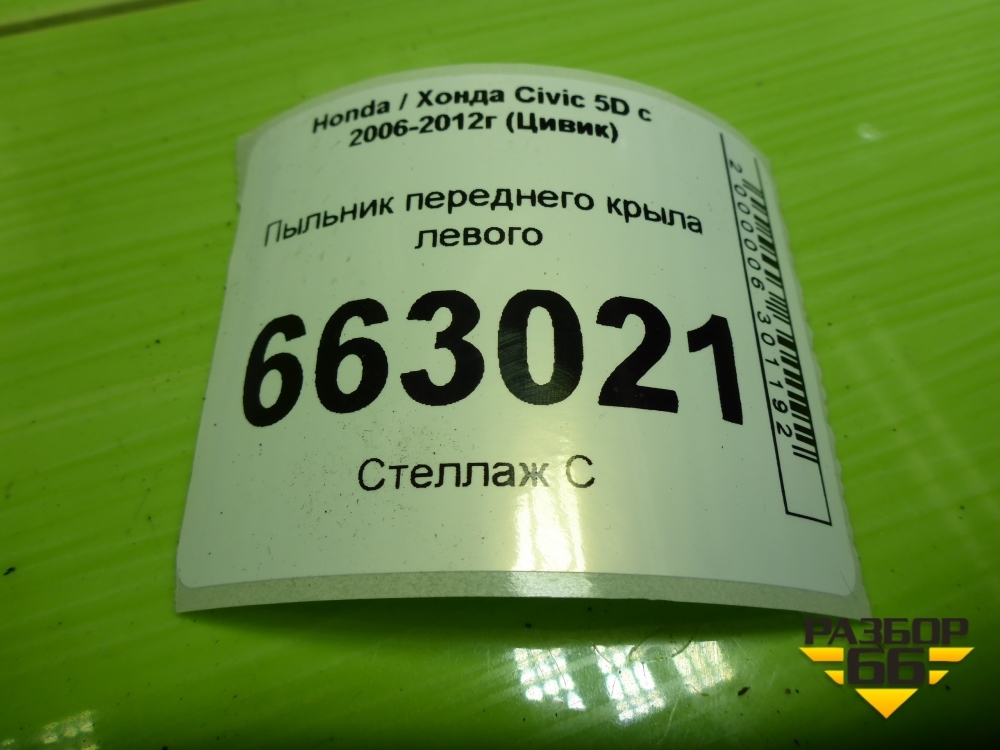 Honda / Хонда Civic 5D с
2006-2012г (Цивик)
Пыльник переднего крыла
левого
663021
Стеллаж С
2000006301192
РАЗБОР
66